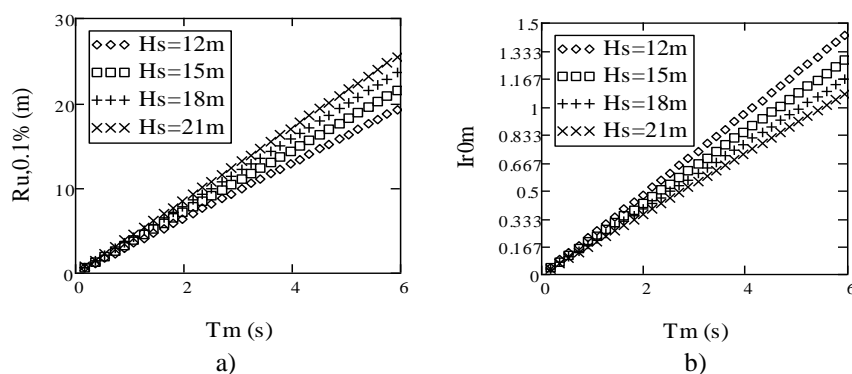 30
20
10
0
Ru,0.1% (m)
Hs=12m
Hs=15m
Hs=18m
Hs=21m
0
2
4
6
Tm (s)
a)
1.5
1.333
1.167
1
0.833
0.667
0.5
0.333
0.167
0
Ir0m
Hs=12m
Hs=15m
Hs=18m
Hs=21m
0
2
4
6
Tm (s)
b)